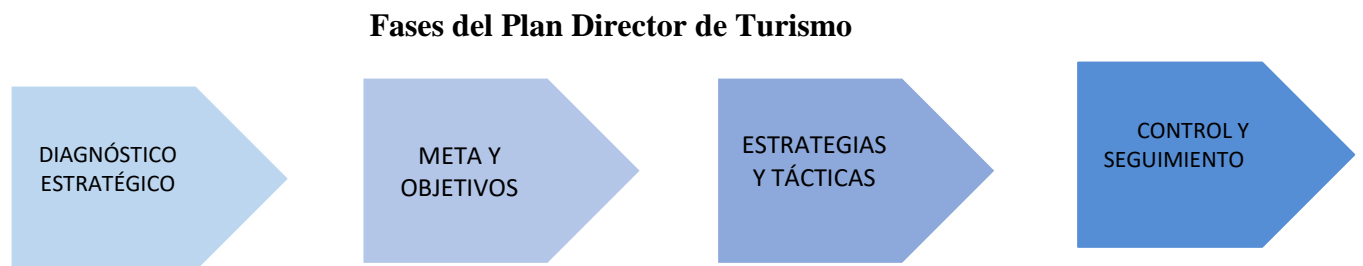 Fases del Plan Director de Turismo
DIAGNÓSTICO
ESTRATÉGICO
META Y
OBJETIVOS
ESTRATEGIAS
Y TÁCTICAS
CONTROL Y
SEGUIMIENTO